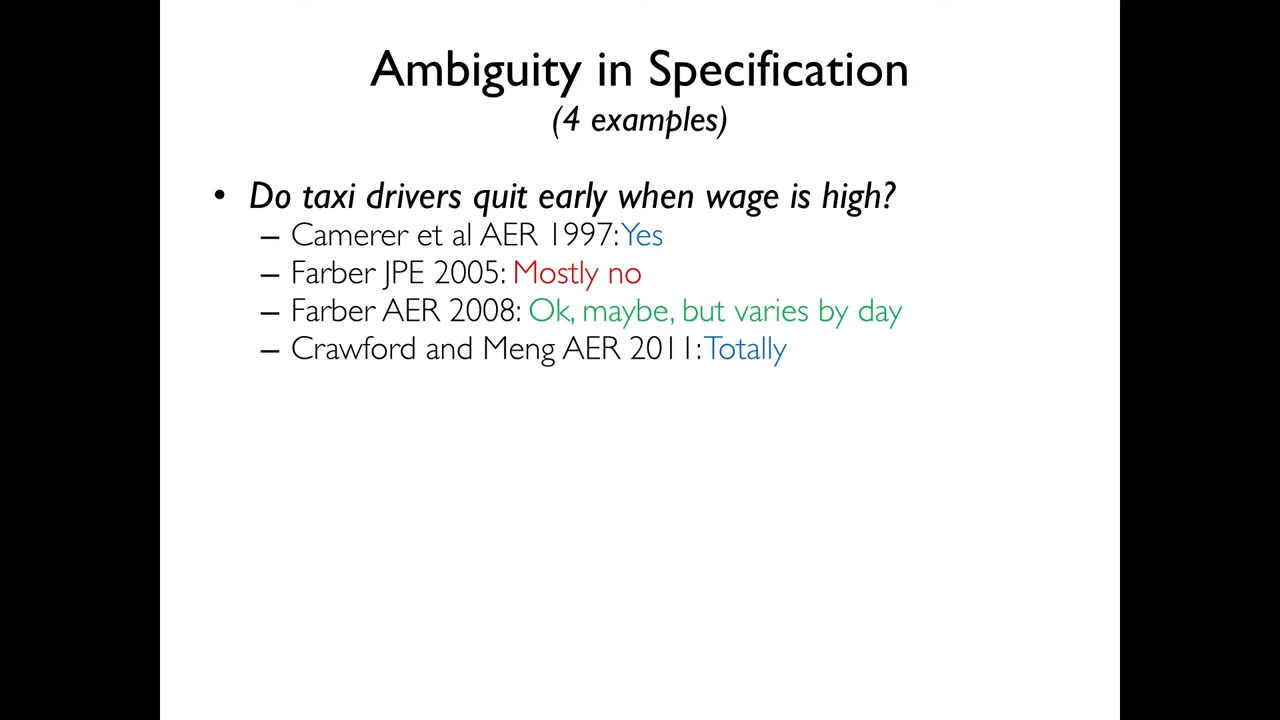 Ambiguity in Specification
(4 examples)
• Do taxi drivers quit early when wage is high?
– Camerer et al AER 1997: Yes
– Farber JPE 2005: Mostly no
– Farber AER 2008: Ok, maybe, but varies by day
– Crawford and Meng AER 2011: Totally